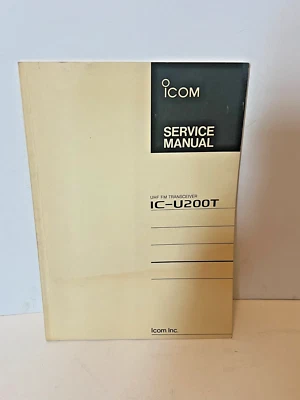 ICOM
SERVICE
MANUAL
UHF FM TRANSCEIVER
IC-U200T
Icom Inc.